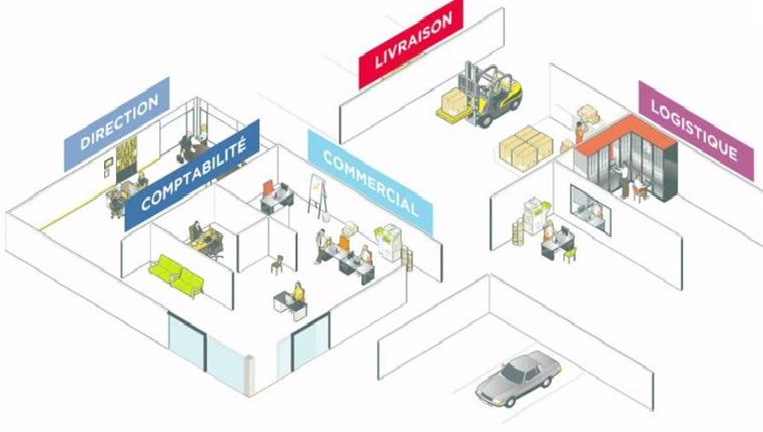 LIVRAISON
DIRECTION
COMPTABILITÉ
COMMERCIAL
LOGISTIQUE